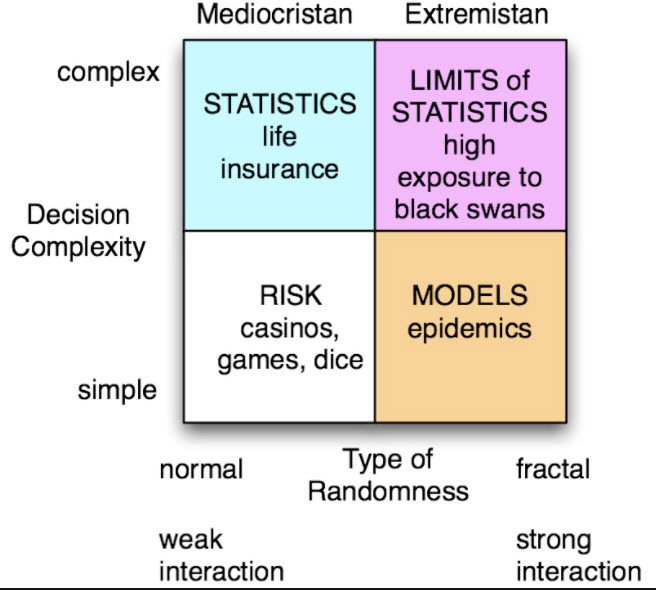 Mediocristan
Extremistan
complex
STATISTICS
life
insurance
LIMITS of
STATISTICS
high
exposure to
black swans
Decision
Complexity
RISK
casinos,
games, dice
MODELS
epidemics
simple
normal
Type of
Randomness
fractal
weak
interaction
strong
interaction